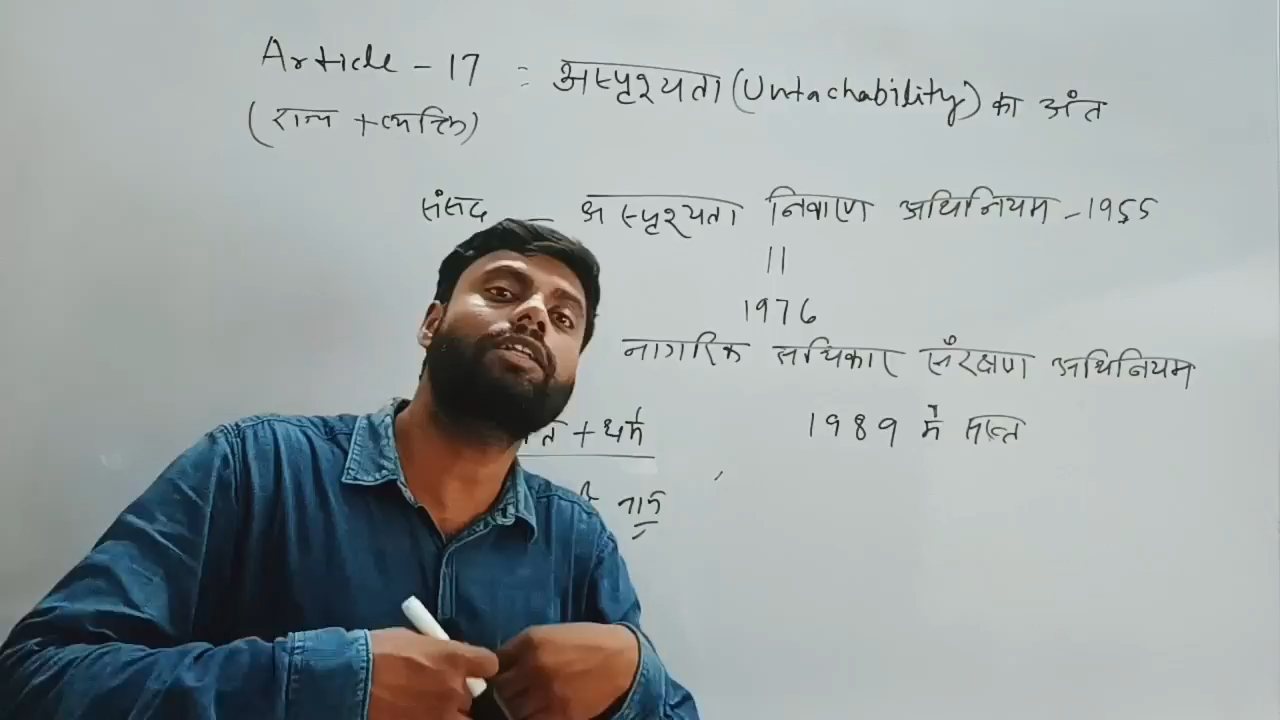 Article - 17 : अस्पृश्यता (Untachability) का अंत
(राज्य + व्यक्ति)
संसद – अस्पृश्यता निवारण अधिनियम - 1955
||
1976
नागरिक अधिकार संरक्षण अधिनियम
+ धर्म 1989 में सख्त